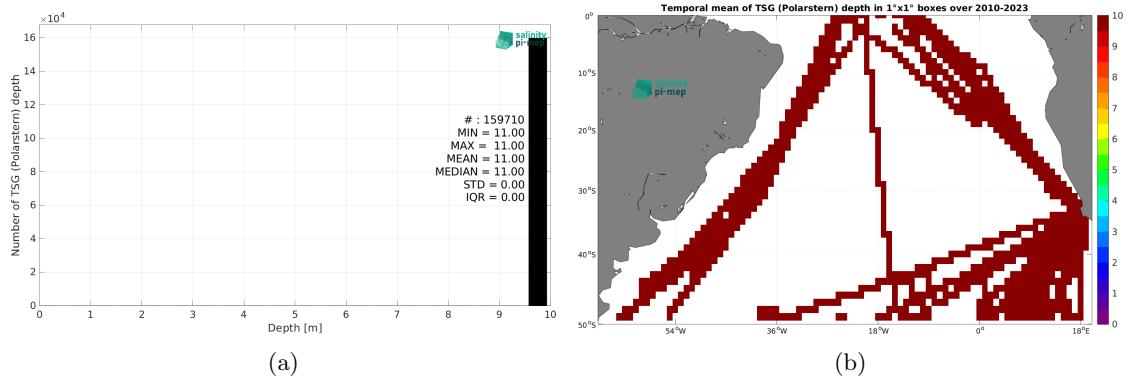 ×10⁴
16
14
12
10
8
6
4
2
0
Number of TSG (Polarstern) depth
salinity
pi-mep
# : 159710
MIN = 11.00
MAX = 11.00
MEAN = 11.00
MEDIAN = 11.00
STD = 0.00
IQR = 0.00
0 1 2 3 4 5 6 7 8 9 10
Depth [m]
(a)
Temporal mean of TSG (Polarstern) depth in 1°x1° boxes over 2010-2023
0°
10°S
20°S
30°S
40°S
50°S
salinity
pi-mep
54°W 36°W 18°W 0° 18°E
10
9
8
7
6
5
4
3
2
1
0
(b)